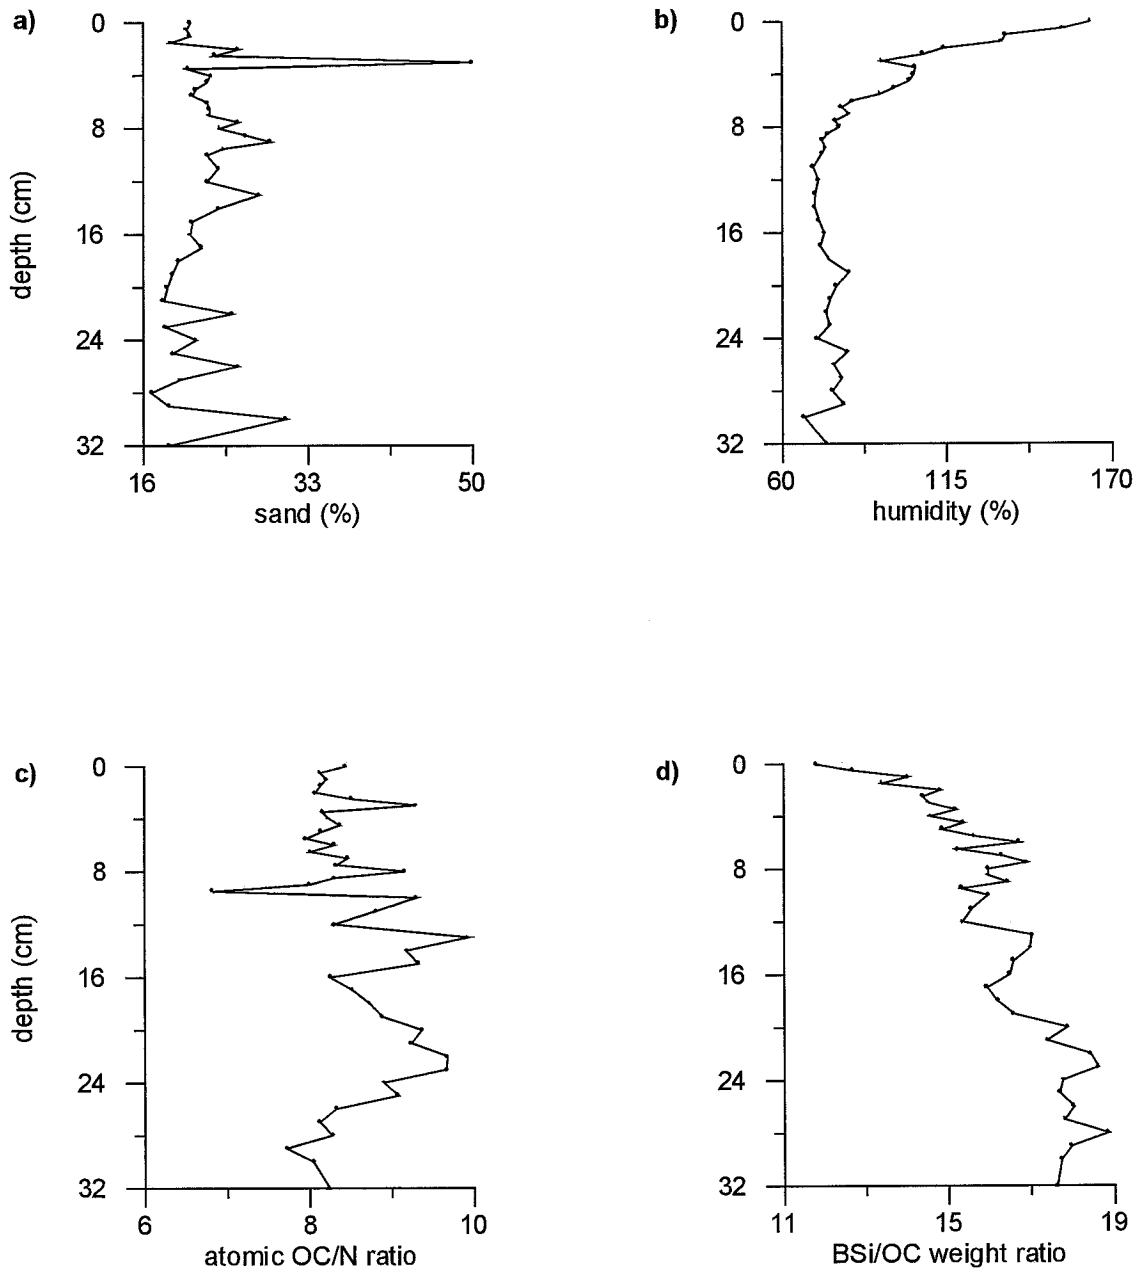 a)
0
8
16
24
32
depth (cm)
16 33 50
sand (%)
b)
0
8
16
24
32
60 115 170
humidity (%)
c)
0
8
16
24
32
depth (cm)
6 8 10
atomic OC/N ratio
d)
0
8
16
24
32
11 15 19
BSi/OC weight ratio